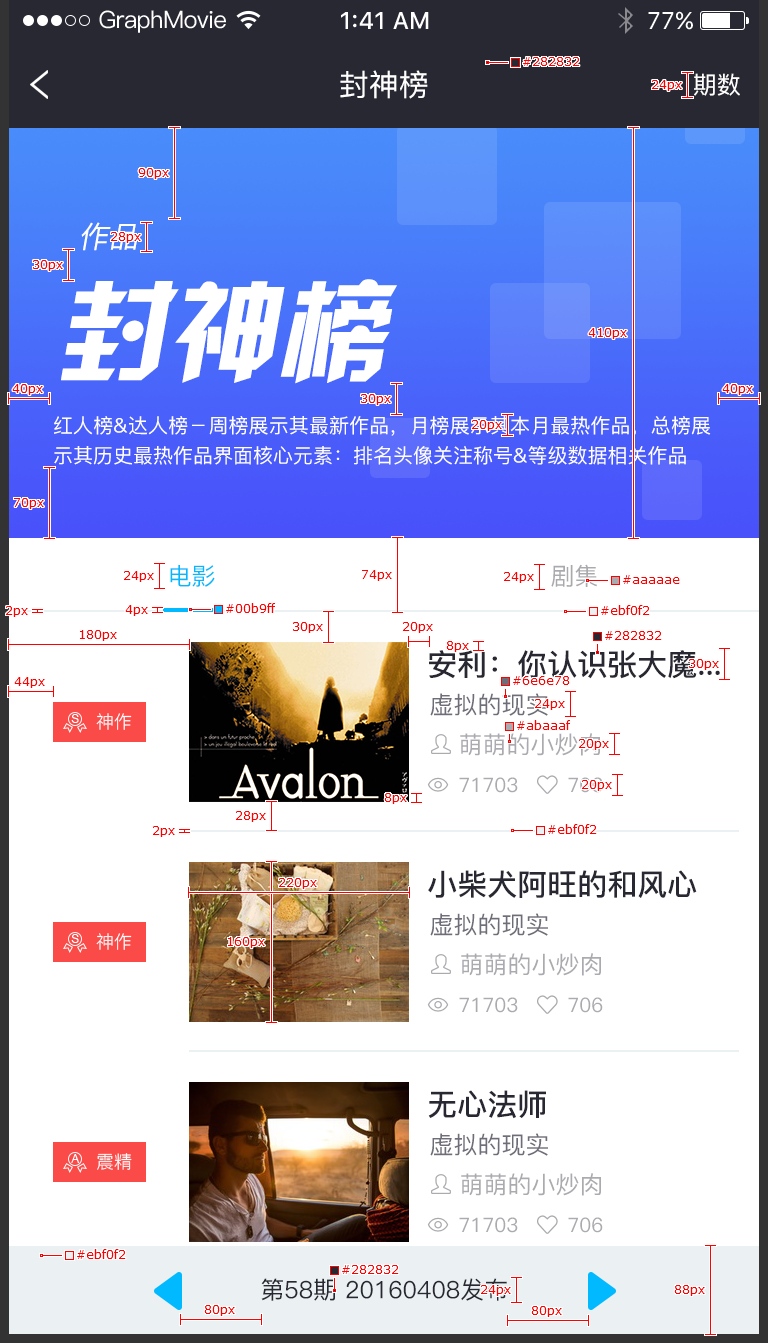 GraphMovie 1:41 AM 77%
#282832
封神榜 24px 期数
90px
作品 28px
30px
封神榜
410px
40px 30px 40px
红人榜&达人榜－周榜展示其最新作品，月榜展 20px 本月最热作品，总榜展
示其历史最热作品界面核心元素：排名头像关注称号&等级数据相关作品
70px
24px 电影 74px 24px 剧集 #aaaaae
2px 4px #00b9ff #ebf0f2
30px 20px
180px 8px #282832
安利：你认识张大魔... 30px
44px #6e6e78
虚拟的现实 24px
神作 #abaaaf
萌萌的小炒肉 20px
71703 706 20px
> dans un futur proche.
Avalon
8px
28px
2px #ebf0f2
220px
小柴犬阿旺的和风心
虚拟的现实
神作 160px 萌萌的小炒肉
71703 706
无心法师
虚拟的现实
震精 萌萌的小炒肉
71703 706
#ebf0f2
#282832
第58期 20160408发布 24px 88px
80px 80px